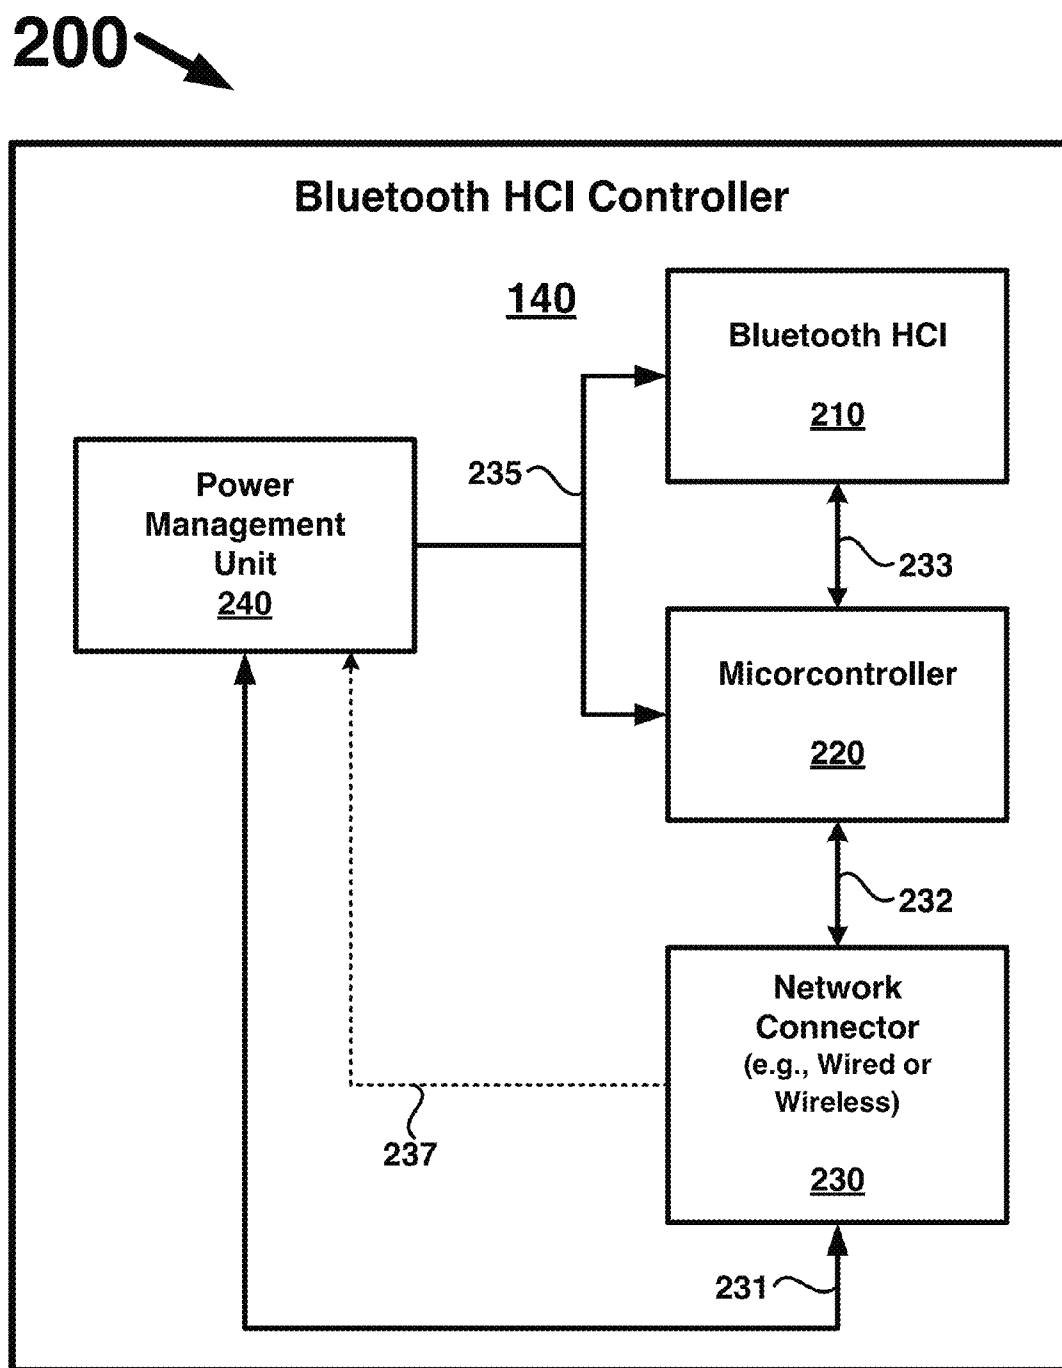 200
Bluetooth HCI Controller
140
Bluetooth HCI
210
235
Power
Management
Unit
240
233
Micorcontroller
220
232
Network
Connector
(e.g., Wired or
Wireless)
230
237
231